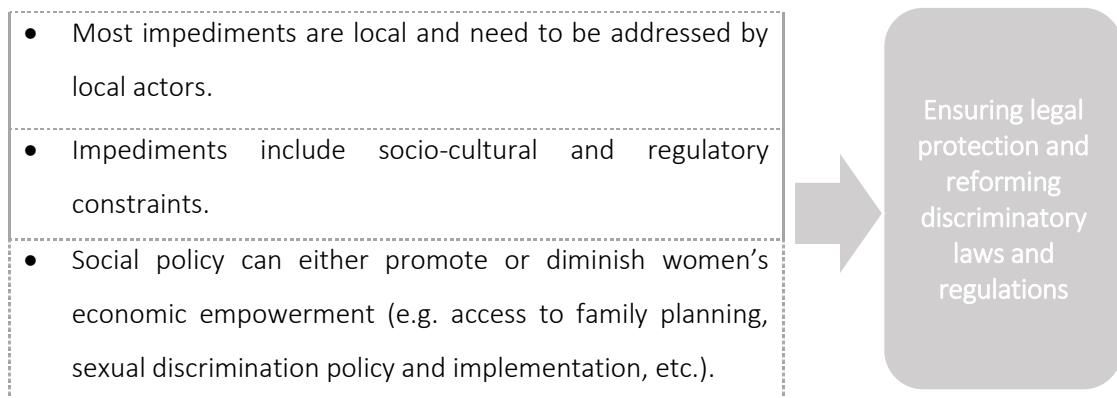 • Most impediments are local and need to be addressed by
local actors.
• Impediments include socio-cultural and regulatory
constraints.
• Social policy can either promote or diminish women's
economic empowerment (e.g. access to family planning,
sexual discrimination policy and implementation, etc.).
Ensuring legal
protection and
reforming
discriminatory
laws and
regulations